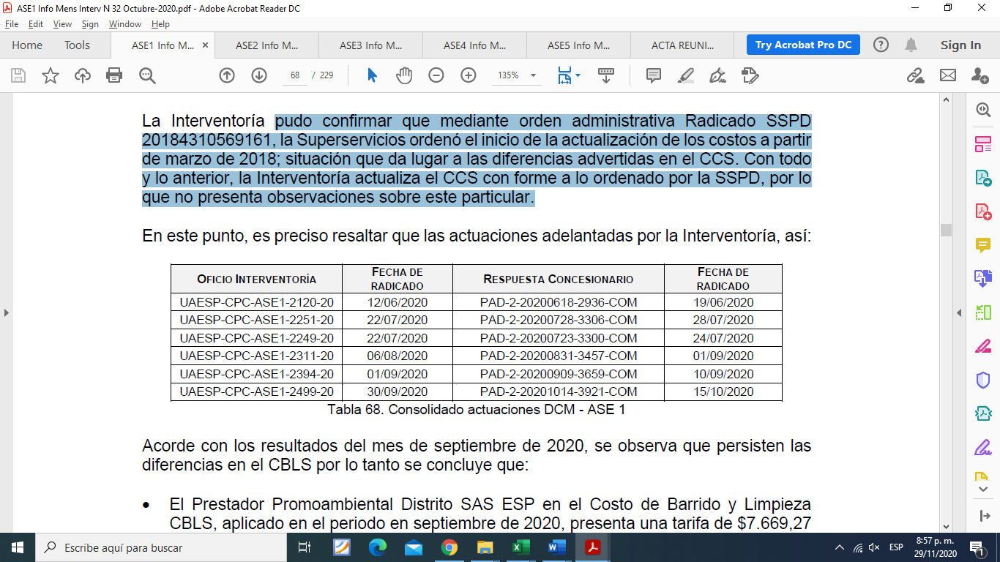 ASE1 Info Mens Interv N 32 Octubre-2020.pdf - Adobe Acrobat Reader DC
File Edit View Sign Window Help
Home Tools ASE1 Info M... × ASE2 Info M... ASE3 Info M... ASE4 Info M... ASE5 Info M... ACTA REUNI... Try Acrobat Pro DC Sign In
68 / 229 135%
La Interventoría pudo confirmar que mediante orden administrativa Radicado SSPD
20184310569161, la Superservicios ordenó el inicio de la actualización de los costos a partir
de marzo de 2018; situación que da lugar a las diferencias advertidas en el CCS. Con todo
y lo anterior, la Interventoría actualiza el CCS con forme a lo ordenado por la SSPD, por lo
que no presenta observaciones sobre este particular.
En este punto, es preciso resaltar que las actuaciones adelantadas por la Interventoría, así:
OFICIO INTERVENTORÍA FECHA DE RADICADO RESPUESTA CONCESIONARIO FECHA DE RADICADO
UAESP-CPC-ASE1-2120-20 12/06/2020 PAD-2-20200618-2936-COM 19/06/2020
UAESP-CPC-ASE1-2251-20 22/07/2020 PAD-2-20200728-3306-COM 28/07/2020
UAESP-CPC-ASE1-2249-20 22/07/2020 PAD-2-20200723-3300-COM 24/07/2020
UAESP-CPC-ASE1-2311-20 06/08/2020 PAD-2-20200831-3457-COM 01/09/2020
UAESP-CPC-ASE1-2394-20 01/09/2020 PAD-2-20200909-3659-COM 10/09/2020
UAESP-CPC-ASE1-2499-20 30/09/2020 PAD-2-20201014-3921-COM 15/10/2020
Tabla 68. Consolidado actuaciones DCM - ASE 1
Acorde con los resultados del mes de septiembre de 2020, se observa que persisten las
diferencias en el CBLS por lo tanto se concluye que:
• El Prestador Promoambiental Distrito SAS ESP en el Costo de Barrido y Limpieza
CBLS, aplicado en el periodo en septiembre de 2020, presenta una tarifa de $7.669,27
Escribe aquí para buscar
ESP
8:57 p. m.
29/11/2020
1